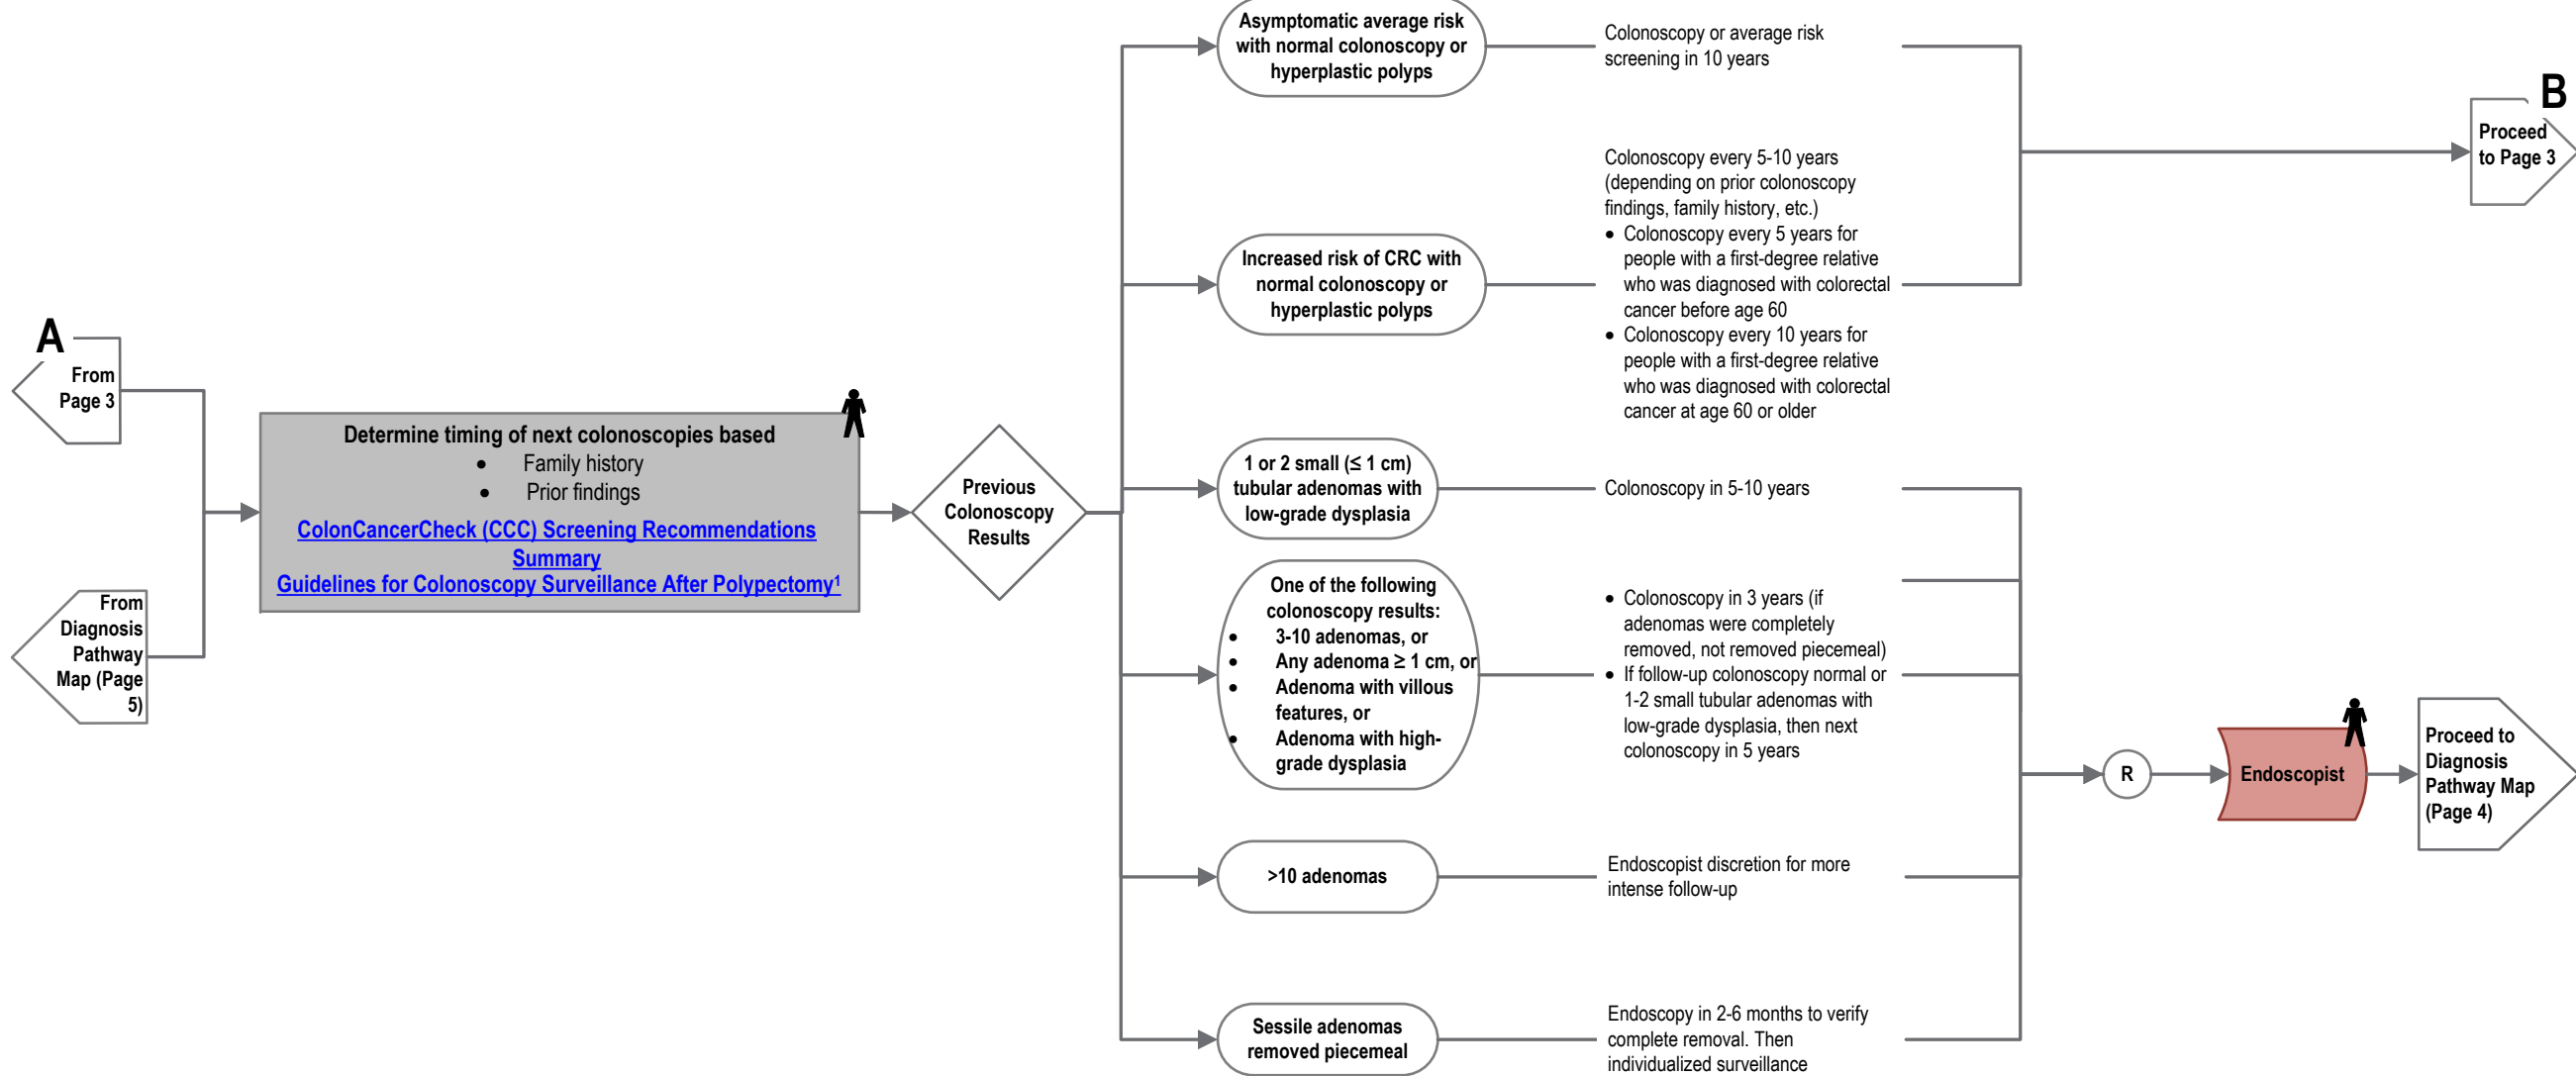 A
From
Page 3
From
Diagnosis
Pathway
Map (Page
5)
Determine timing of next colonoscopies based
• Family history
• Prior findings
ColonCancerCheck (CCC) Screening Recommendations
Summary
Guidelines for Colonoscopy Surveillance After Polypectomy¹
Previous
Colonoscopy
Results
Asymptomatic average risk
with normal colonoscopy or
hyperplastic polyps
Colonoscopy or average risk
screening in 10 years
Increased risk of CRC with
normal colonoscopy or
hyperplastic polyps
Colonoscopy every 5-10 years
(depending on prior colonoscopy
findings, family history, etc.)
• Colonoscopy every 5 years for
people with a first-degree relative
who was diagnosed with colorectal
cancer before age 60
• Colonoscopy every 10 years for
people with a first-degree relative
who was diagnosed with colorectal
cancer at age 60 or older
B
Proceed
to Page 3
1 or 2 small (≤ 1 cm)
tubular adenomas with
low-grade dysplasia
Colonoscopy in 5-10 years
One of the following
colonoscopy results:
• 3-10 adenomas, or
• Any adenoma ≥ 1 cm, or
• Adenoma with villous
features, or
• Adenoma with high-
grade dysplasia
• Colonoscopy in 3 years (if
adenomas were completely
removed, not removed piecemeal)
• If follow-up colonoscopy normal or
1-2 small tubular adenomas with
low-grade dysplasia, then next
colonoscopy in 5 years
>10 adenomas
Endoscopist discretion for more
intense follow-up
Sessile adenomas
removed piecemeal
Endoscopy in 2-6 months to verify
complete removal. Then
individualized surveillance
R
Endoscopist
Proceed to
Diagnosis
Pathway Map
(Page 4)